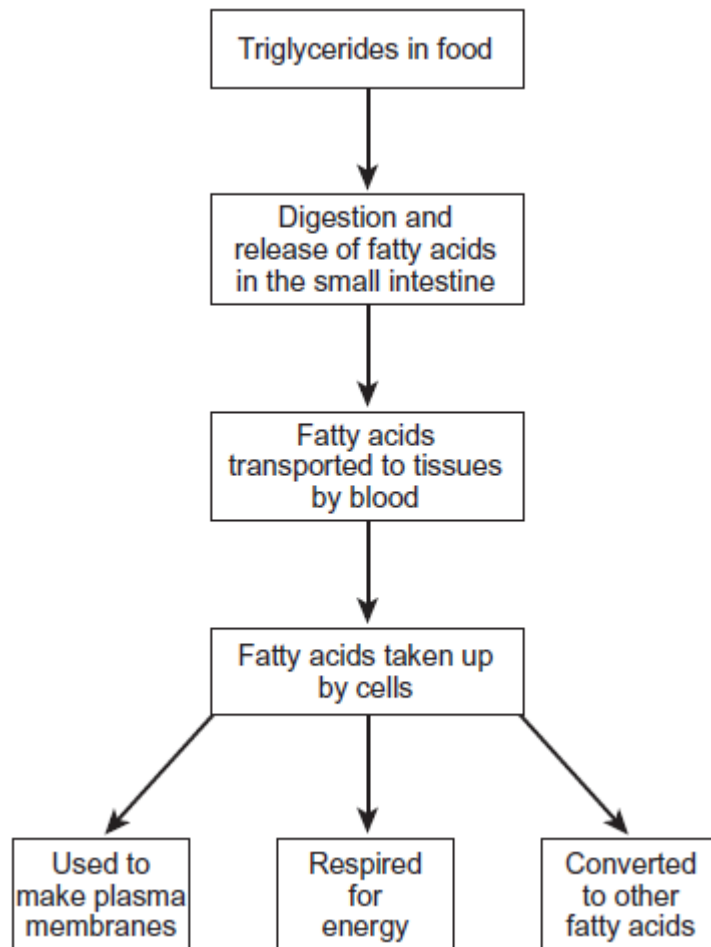 Triglycerides in food
Digestion and
release of fatty acids
in the small intestine
Fatty acids
transported to tissues
by blood
Fatty acids taken up
by cells
Used to
make plasma
membranes
Respired
for
energy
Converted
to other
fatty acids